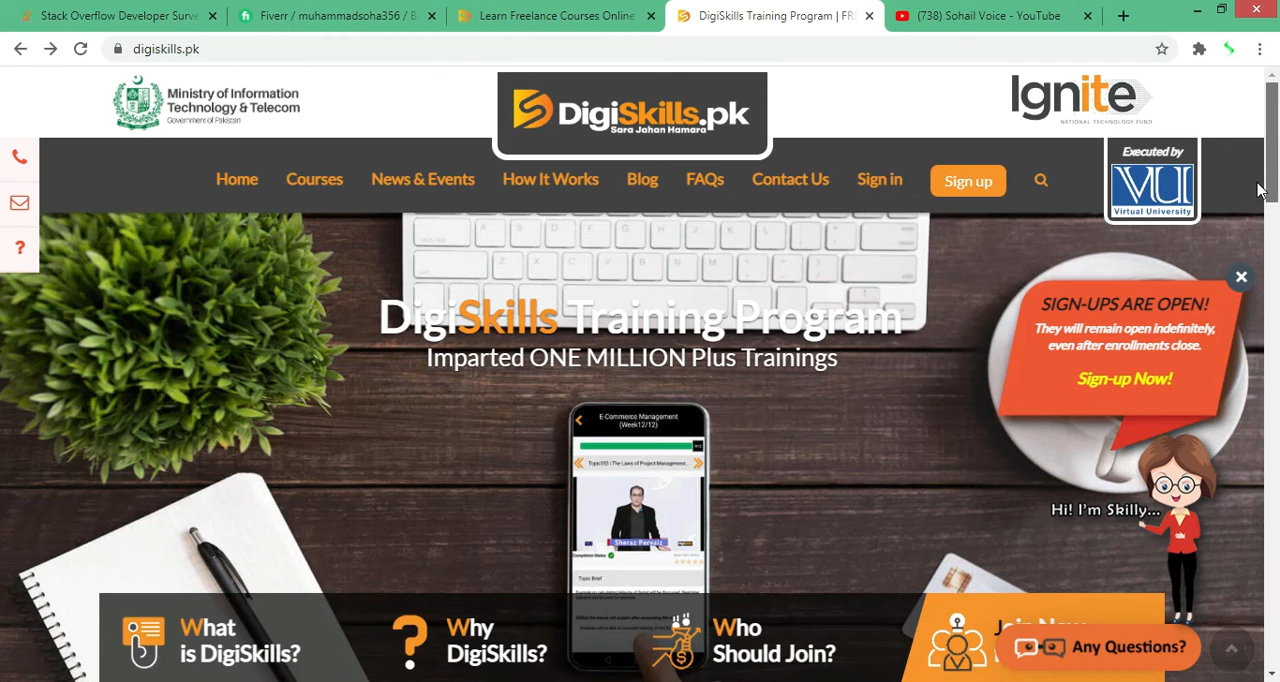 Stack Overflow Developer Surve
Fiverr / muhammadsoha356 / B
Learn Freelance Courses Online
DigiSkills Training Program | FR
(738) Sohail Voice - YouTube
digiskills.pk
Ministry of Information
Technology & Telecom
Government of Pakistan
DigiSkills.pk
Sara Jahan Hamara
Ignite
NATIONAL TECHNOLOGY FUND
Home
Courses
News & Events
How It Works
Blog
FAQs
Contact Us
Sign in
Sign up
Executed by
VU
Virtual University
DigiSkills Training Program
Imparted ONE MILLION Plus Trainings
SIGN-UPS ARE OPEN!
They will remain open indefinitely,
even after enrollments close.
Sign-up Now!
Hi! I'm Skilly...
E-Commerce Management
(Week12/12)
Topic193 | The Laws of Project Management...
Sheraz Pervaiz
Completion Status
Topic Brief
What
is DigiSkills?
Why
DigiSkills?
Who
Should Join?
Join Now
Any Questions?